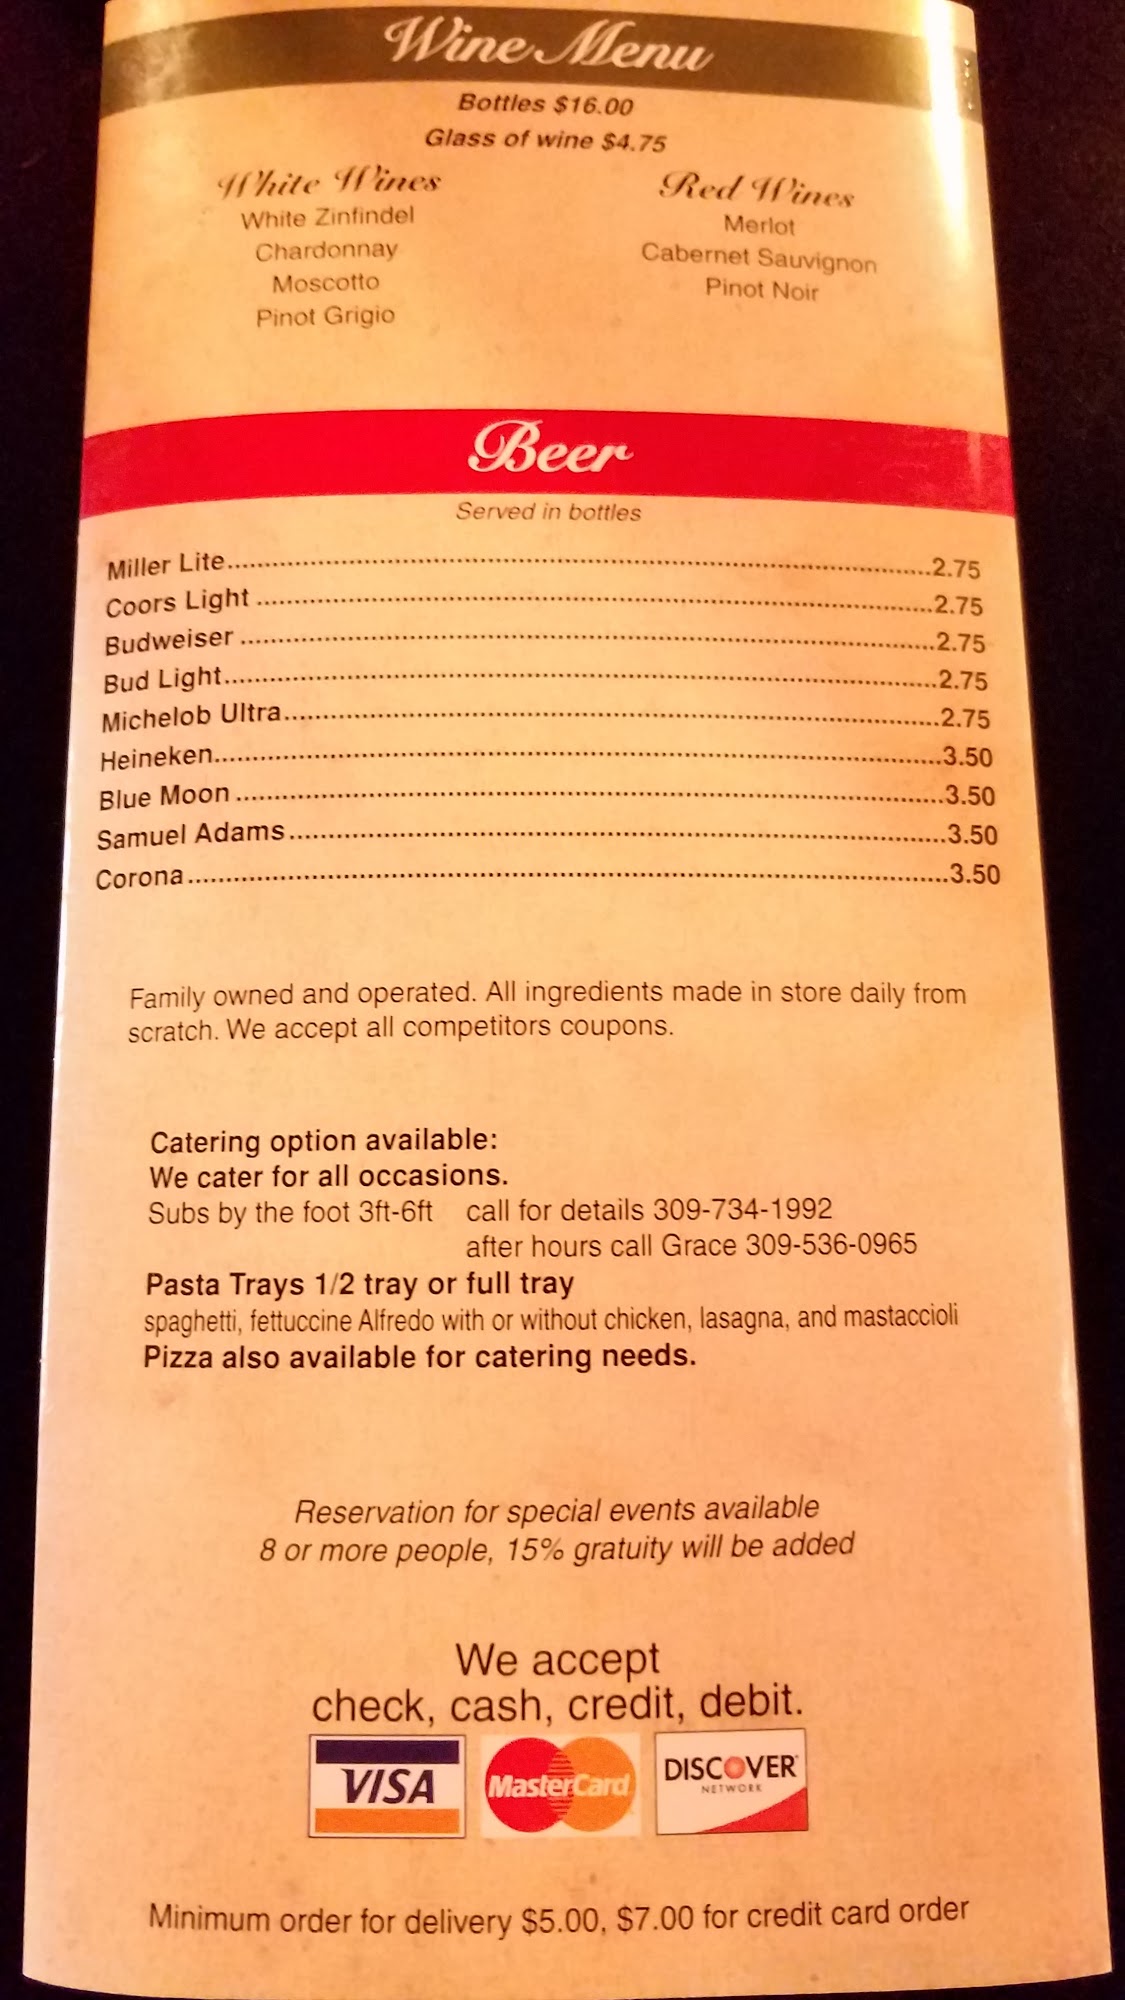 Wine Menu
Bottles $16.00
Glass of wine $4.75
White Wines
White Zinfindel
Chardonnay
Moscotto
Pinot Grigio
Red Wines
Merlot
Cabernet Sauvignon
Pinot Noir
Beer
Served in bottles
Miller Lite 2.75
Coors Light 2.75
Budweiser 2.75
Bud Light 2.75
Michelob Ultra 2.75
Heineken 3.50
Blue Moon 3.50
Samuel Adams 3.50
Corona 3.50
Family owned and operated. All ingredients made in store daily from
scratch. We accept all competitors coupons.
Catering option available:
We cater for all occasions.
Subs by the foot 3ft-6ft call for details 309-734-1992
after hours call Grace 309-536-0965
Pasta Trays 1/2 tray or full tray
spaghetti, fettuccine Alfredo with or without chicken, lasagna, and mastaccioli
Pizza also available for catering needs.
Reservation for special events available
8 or more people, 15% gratuity will be added
We accept
check, cash, credit, debit.
VISA MasterCard DISCOVER
NETWORK
Minimum order for delivery $5.00, $7.00 for credit card order